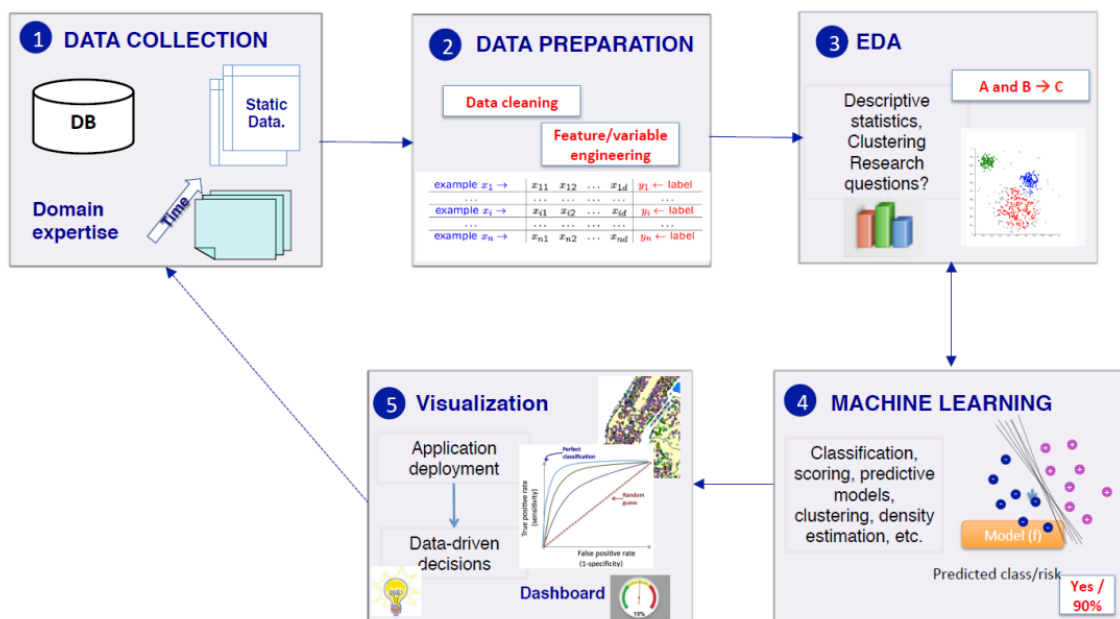 1 DATA COLLECTION
DB
Static
Data.
Domain
expertise
Time
2 DATA PREPARATION
Data cleaning
Feature/variable
engineering
example x₁ → x₁₁ x₁₂ … x₁d y₁ ← label
… … … … … …
example xᵢ → xᵢ₁ xᵢ₂ … xᵢd yᵢ ← label
… … … … … …
example xₙ → xₙ₁ xₙ₂ … xₙd yₙ ← label
3 EDA
A and B → C
Descriptive
statistics,
Clustering
Research
questions?
4 MACHINE LEARNING
Classification,
scoring, predictive
models,
clustering, density
estimation, etc.
Model (f)
Predicted class/risk
Yes /
90%
5 Visualization
Application
deployment
Data-driven
decisions
Perfect
classification
Random
guess
True positive rate
(sensitivity)
False positive rate
(1-specificity)
Dashboard
15%